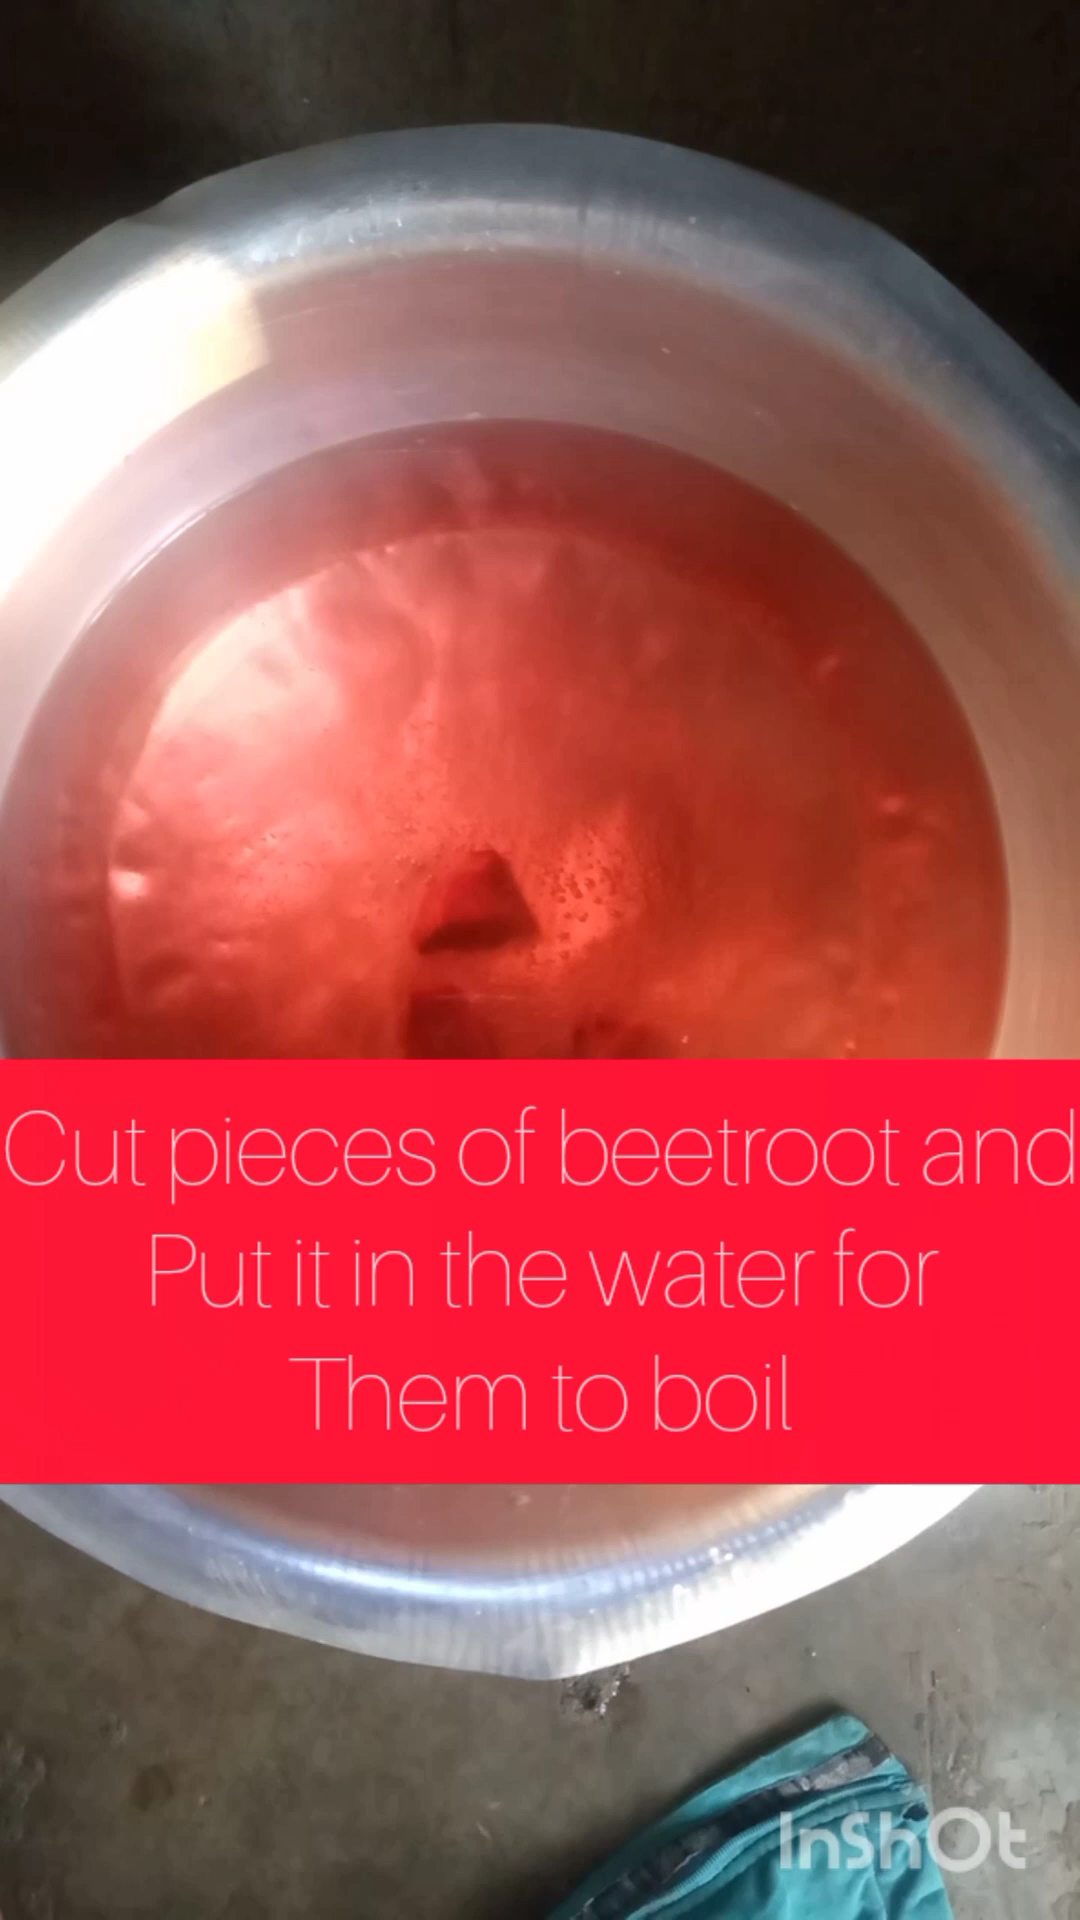 Cut pieces of beetroot and
Put it in the water for
Them to boil
InShOt